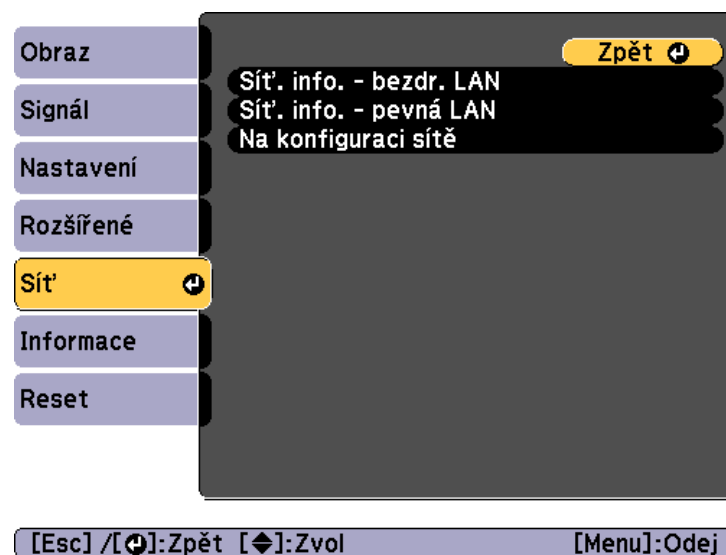 Obraz
Signál
Nastavení
Rozšířené
Síť
Informace
Reset
Zpět
Síť. info. - bezdr. LAN
Síť. info. - pevná LAN
Na konfiguraci sítě
[Esc] /[⏎]:Zpět [◆]:Zvol [Menu]:Odej